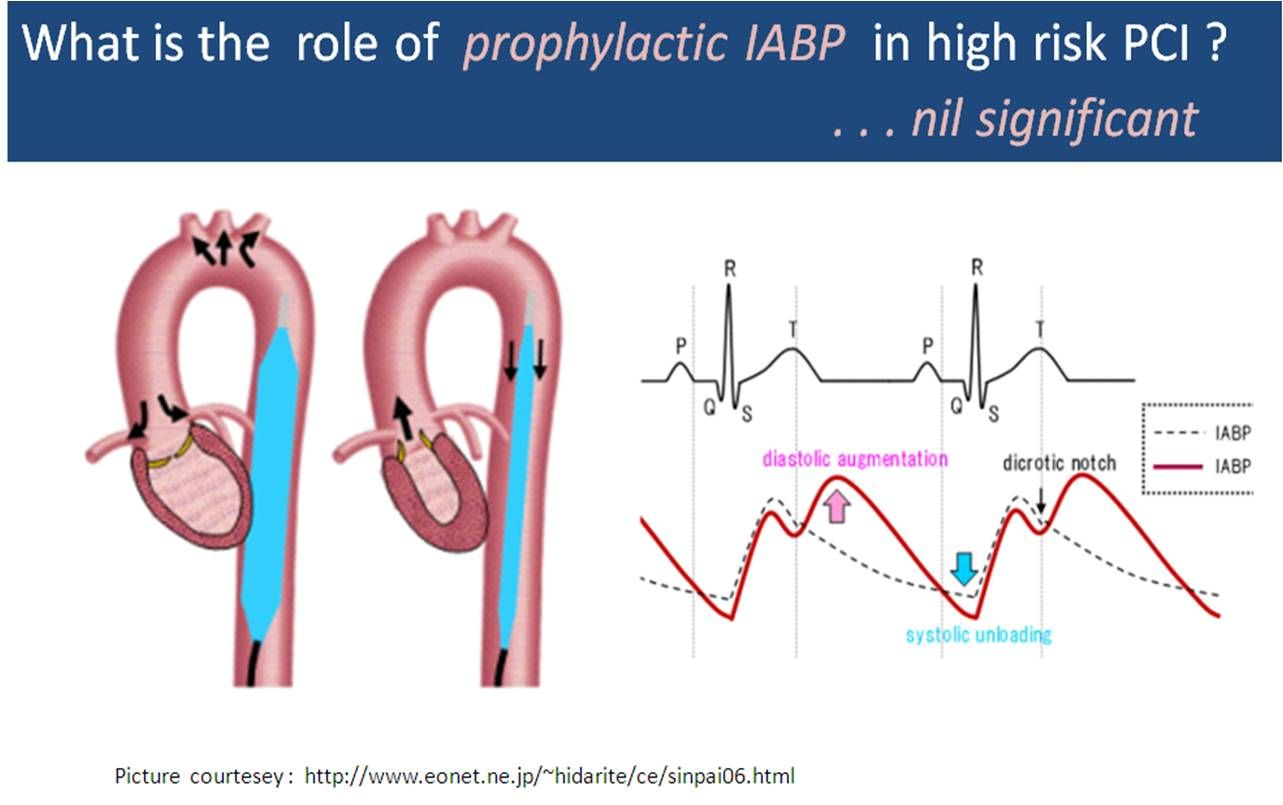 What is the role of prophylactic IABP in high risk PCI ?
. . . nil significant
R
R
P
T
P
T
Q
S
Q
S
IABP
IABP
diastolic augmentation
dicrotic notch
systolic unloading
Picture courtesey : http://www.eonet.ne.jp/~hidarite/ce/sinpai06.html